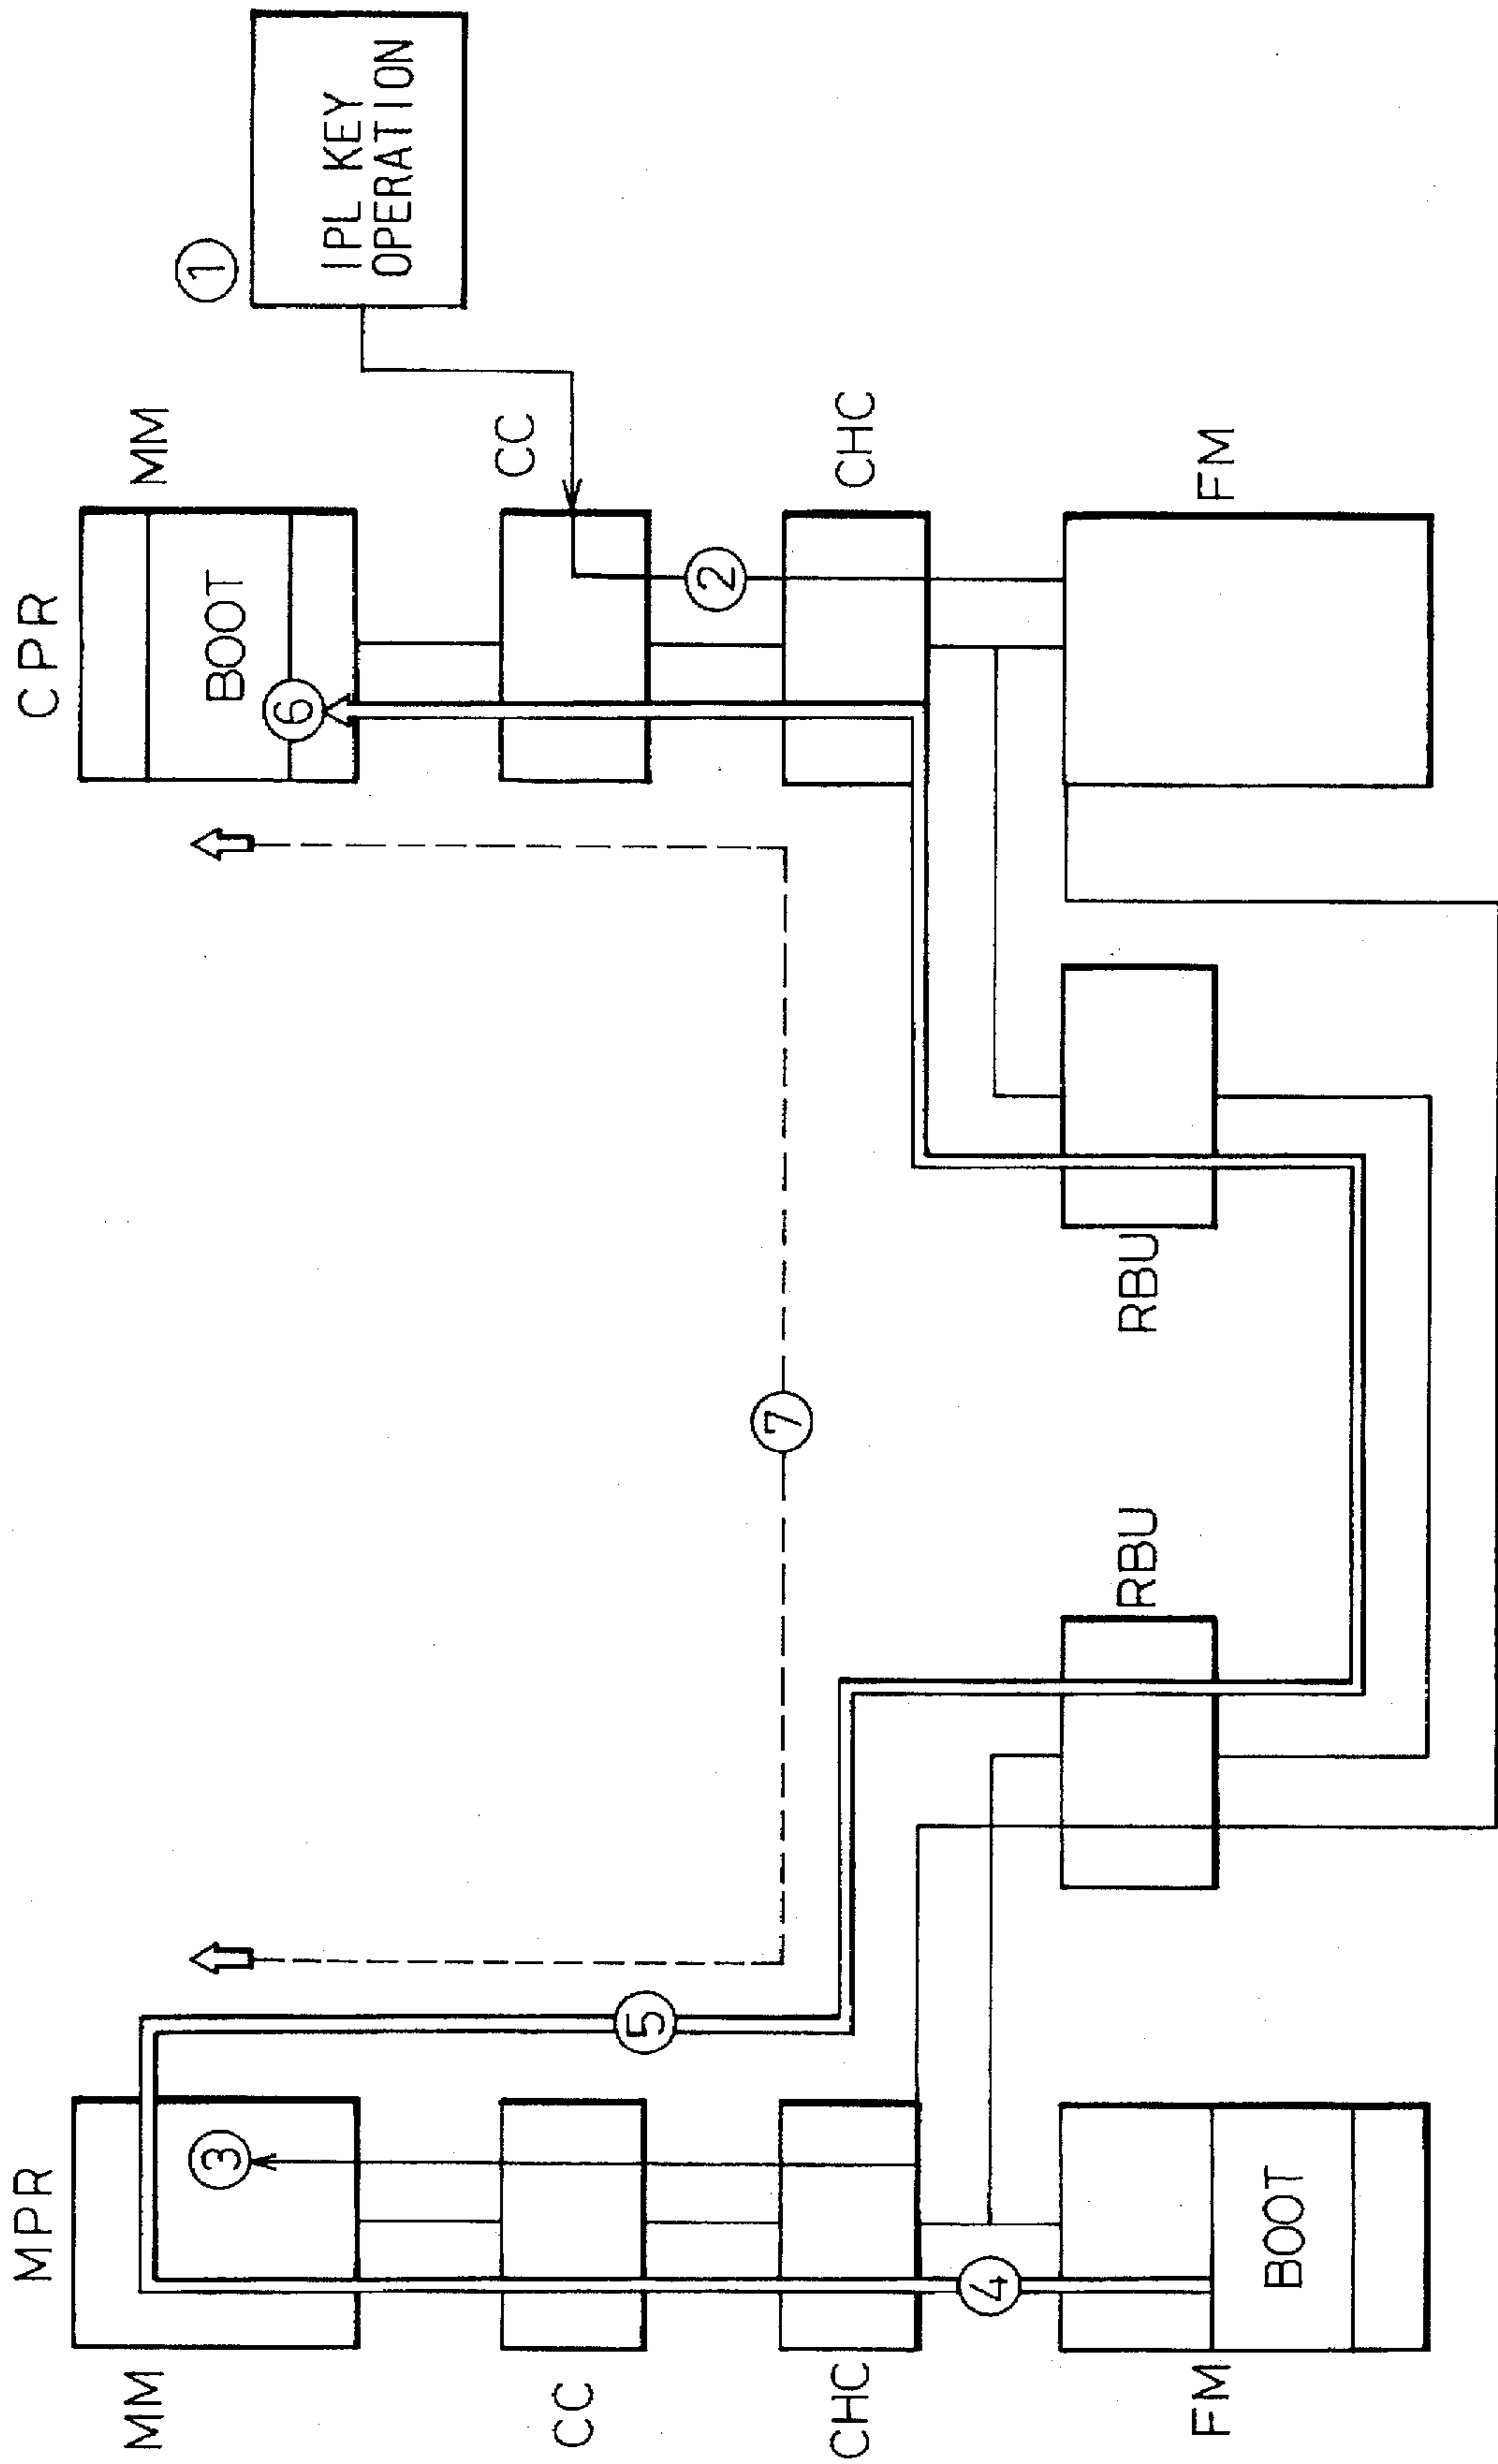 MPR
CPR
MM
③
MM
BOOT
⑥
①
IPL KEY
OPERATION
CC
⑤
CC
②
⑦
CHC
CHC
④
FM
BOOT
RBU
RBU
FM